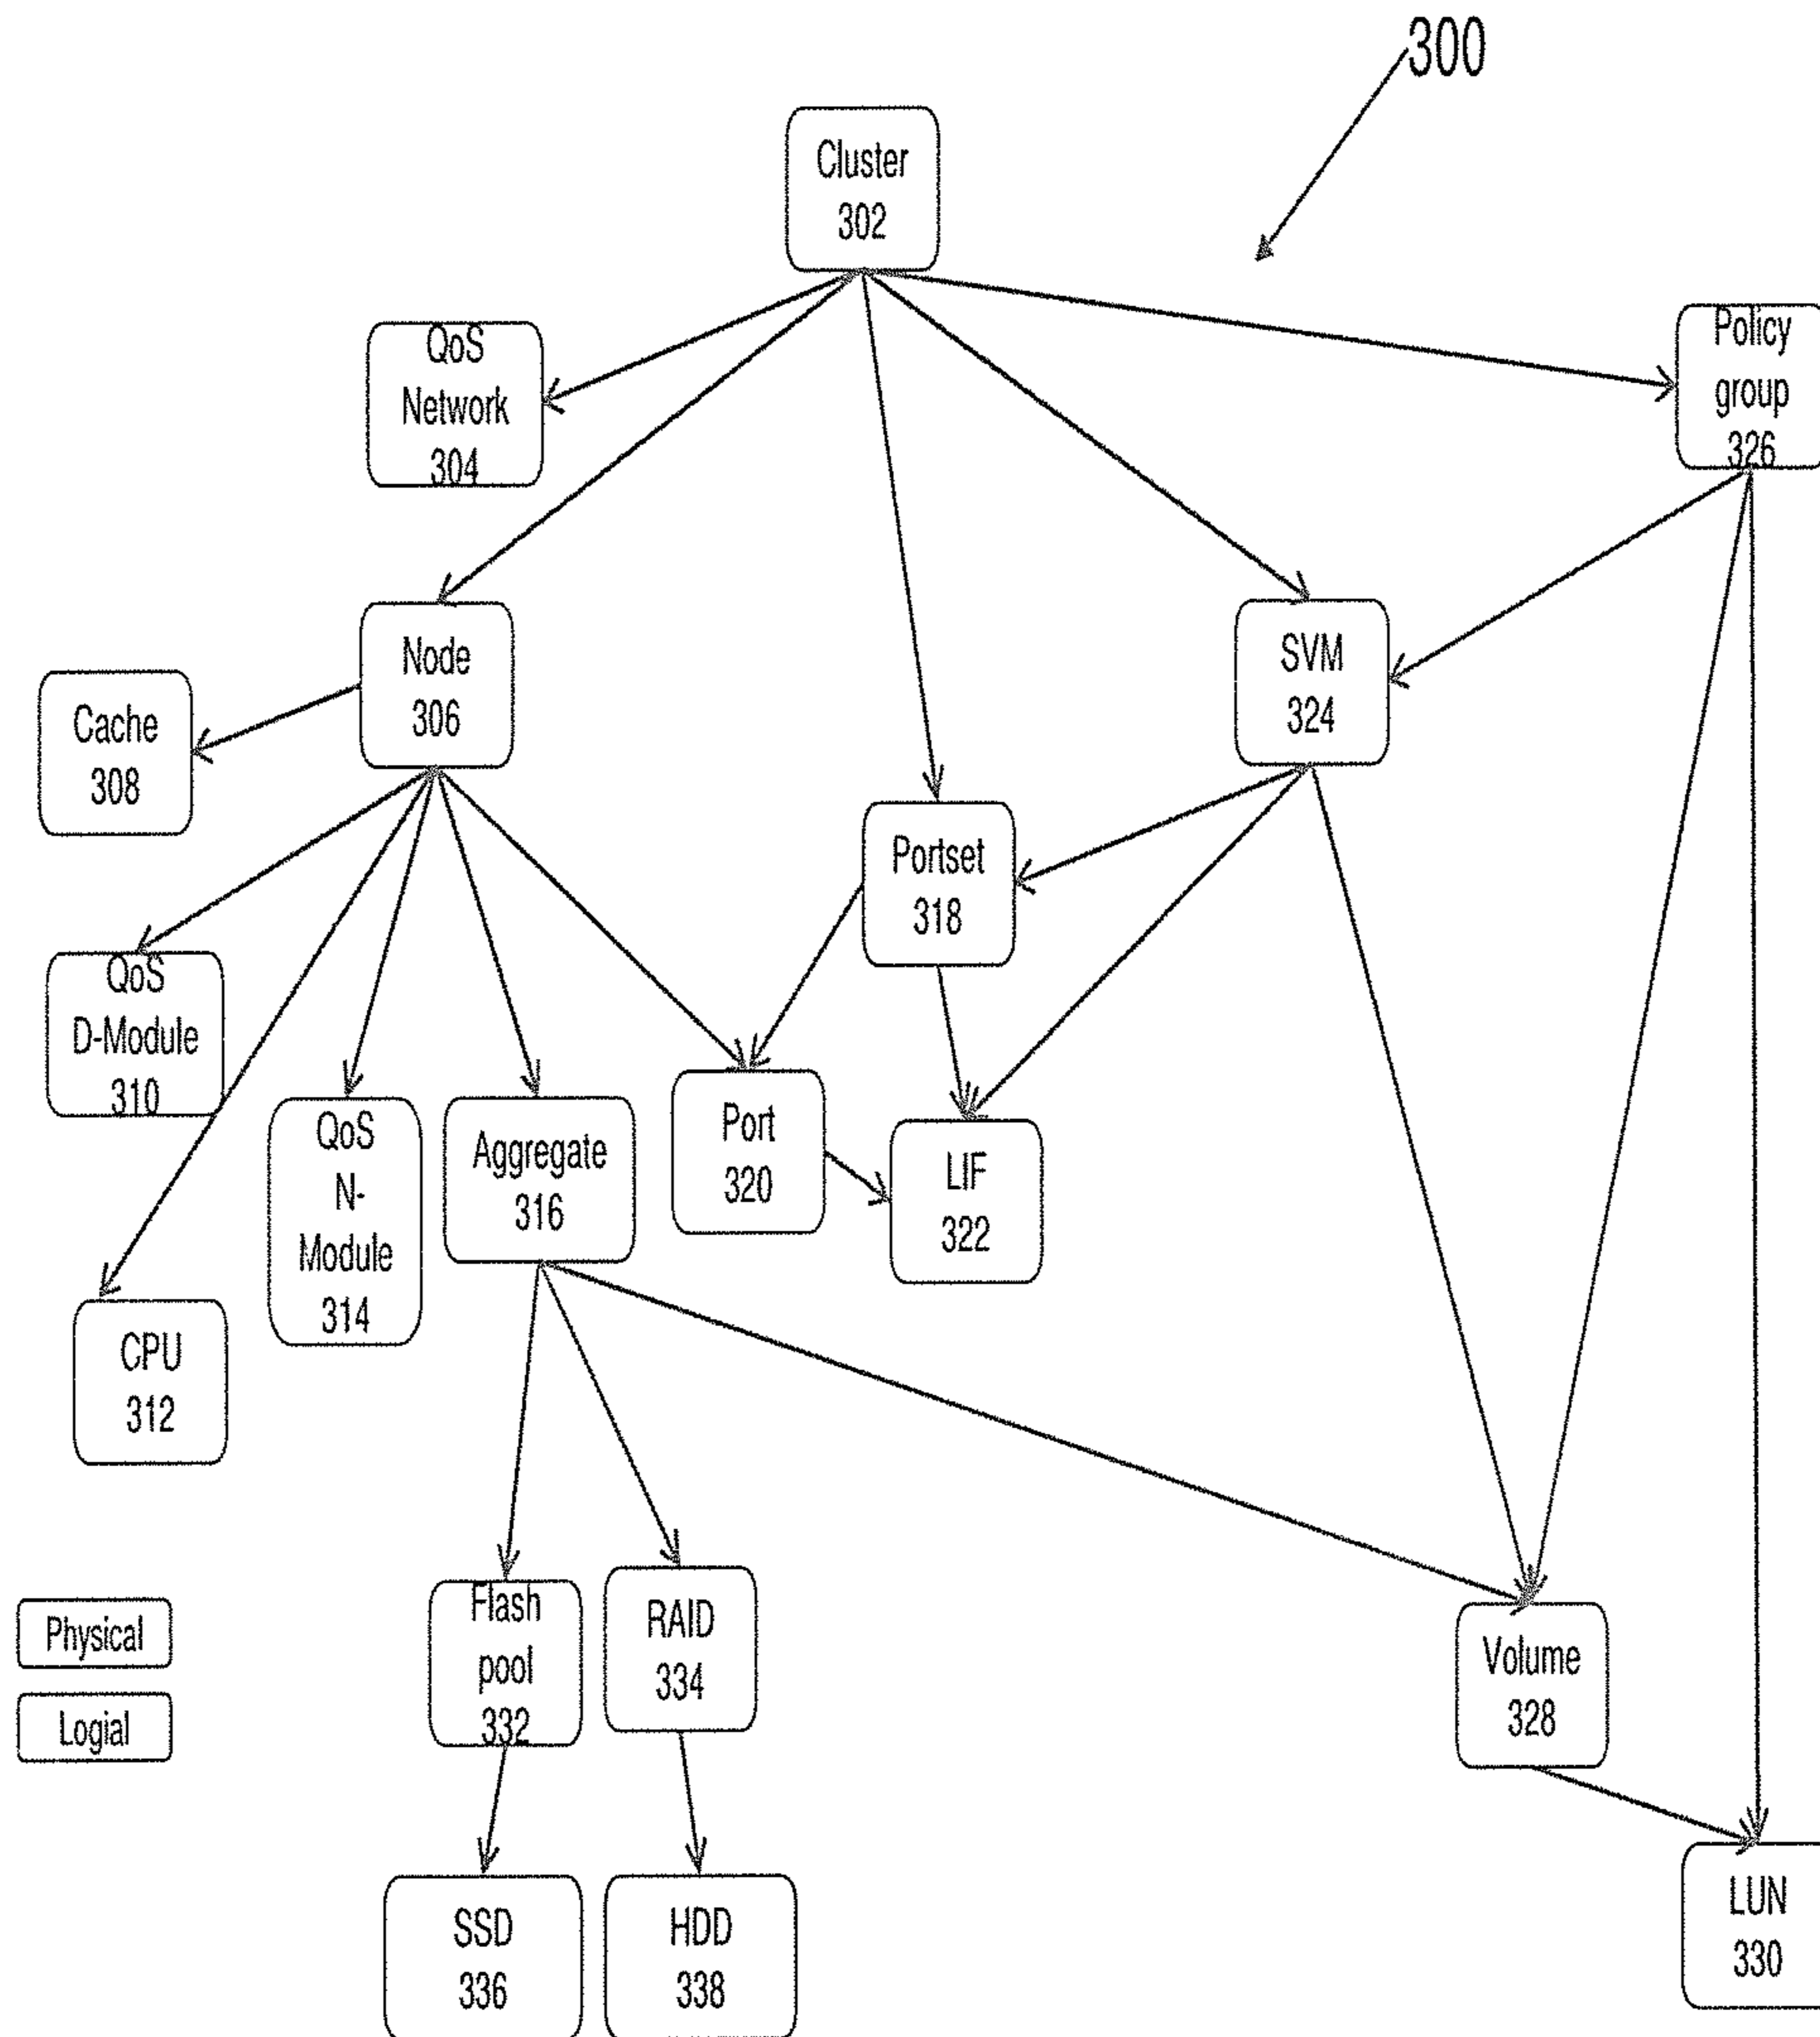 300
Cluster
302
QoS
Network
304
Policy
group
326
Node
306
SVM
324
Cache
308
Portset
318
QoS
D-Module
310
Port
320
LIF
322
QoS
N-
Module
314
Aggregate
316
CPU
312
Flash
pool
332
RAID
334
Physical
Logial
Volume
328
SSD
336
HDD
338
LUN
330